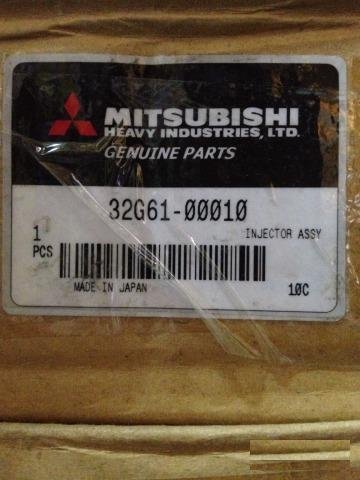 MITSUBISHI
HEAVY INDUSTRIES, LTD.
GENUINE PARTS
32G61-00010
1 INJECTOR ASSY
PCS
MADE IN JAPAN 10C